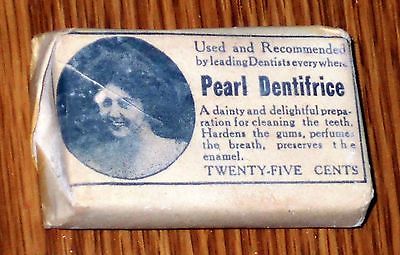 Used and Recommended
by leading Dentists everywhere.
Pearl Dentifrice
A dainty and delightful prepa-
ration for cleaning the teeth.
Hardens the gums, perfumes
the breath, preserves the
enamel.
TWENTY-FIVE CENTS